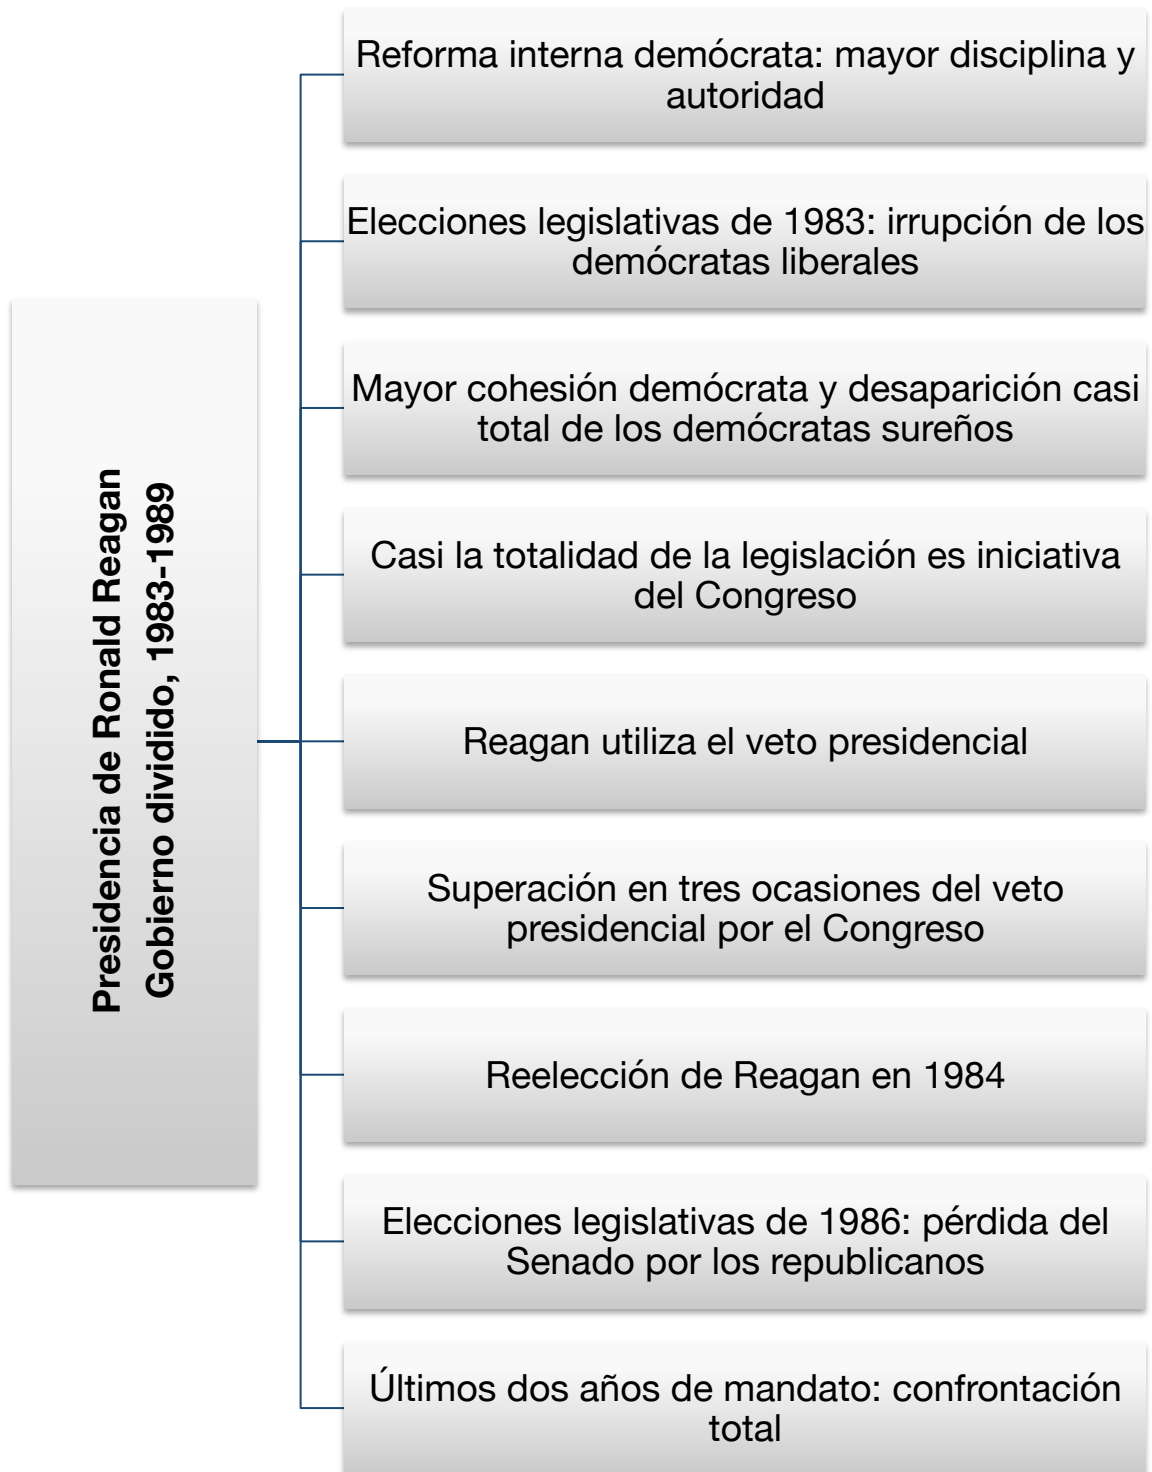 Presidencia de Ronald Reagan
Gobierno dividido, 1983-1989
Reforma interna demócrata: mayor disciplina y
autoridad
Elecciones legislativas de 1983: irrupción de los
demócratas liberales
Mayor cohesión demócrata y desaparición casi
total de los demócratas sureños
Casi la totalidad de la legislación es iniciativa
del Congreso
Reagan utiliza el veto presidencial
Superación en tres ocasiones del veto
presidencial por el Congreso
Reelección de Reagan en 1984
Elecciones legislativas de 1986: pérdida del
Senado por los republicanos
Últimos dos años de mandato: confrontación
total